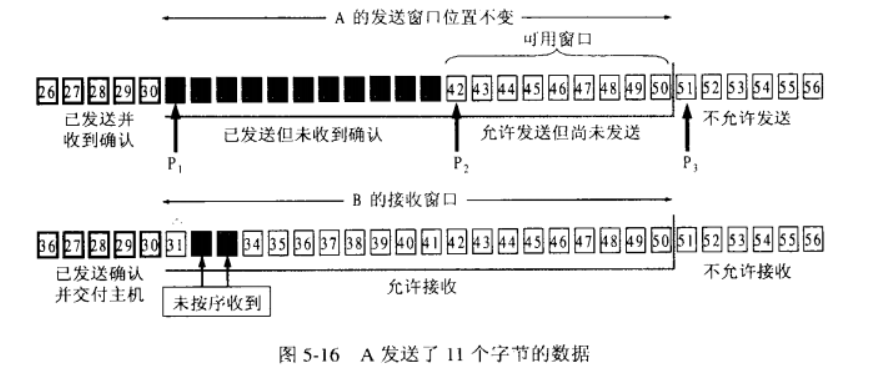 A 的发送窗口位置不变
可用窗口
26 27 28 29 30 42 43 44 45 46 47 48 49 50 51 52 53 54 55 56
已发送并
收到确认
已发送但未收到确认
允许发送但尚未发送
不允许发送
P1
P2
P3
B 的接收窗口
36 27 28 29 30 31 34 35 36 37 38 39 40 41 42 43 44 45 46 47 48 49 50 51 52 53 54 55 56
已发送确认
并交付主机
未按序收到
允许接收
不允许接收
图 5-16 A 发送了 11 个字节的数据